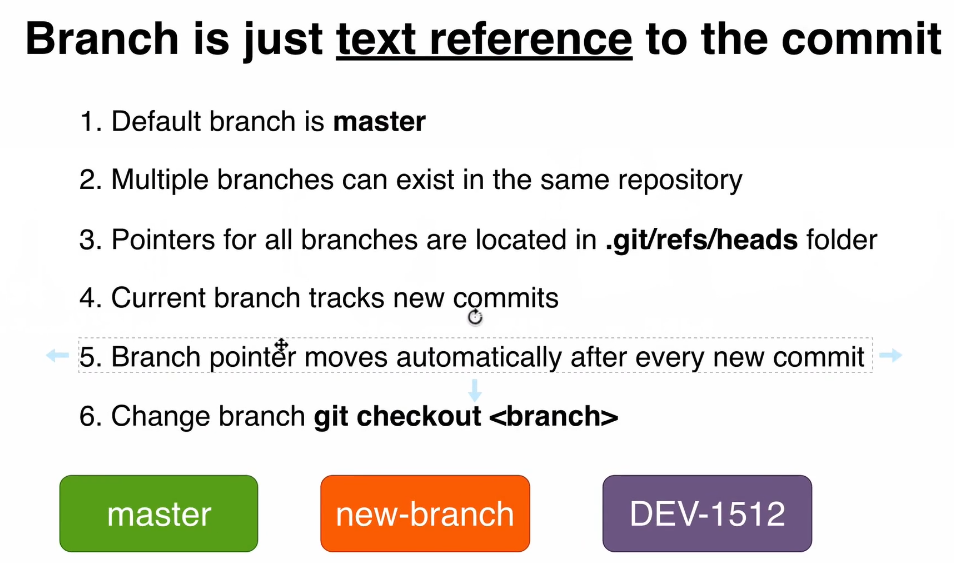 Branch is just text reference to the commit
1. Default branch is master
2. Multiple branches can exist in the same repository
3. Pointers for all branches are located in .git/refs/heads folder
4. Current branch tracks new commits
5. Branch pointer moves automatically after every new commit
6. Change branch git checkout <branch>
master new-branch DEV-1512